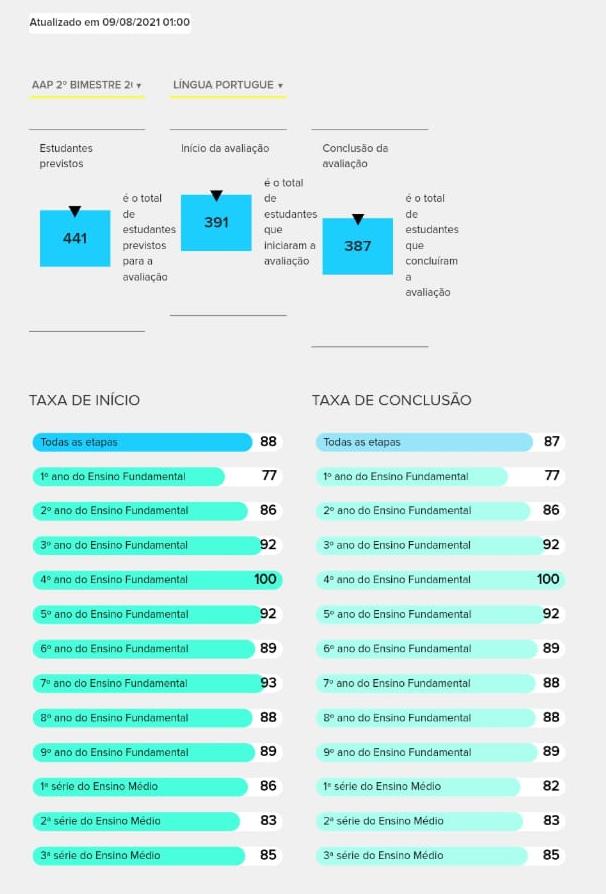 Atualizado em 09/08/2021 01:00
AAP 2º BIMESTRE 2( ▾
LÍNGUA PORTUGUE ▾
Estudantes
previstos
441
é o total
de
estudantes
previstos
para a
avaliação
Início da avaliação
391
é o total
de
estudantes
que
iniciaram a
avaliação
Conclusão da
avaliação
387
é o total
de
estudantes
que
concluíram
a
avaliação
TAXA DE INÍCIO
Todas as etapas 88
1º ano do Ensino Fundamental 77
2º ano do Ensino Fundamental 86
3º ano do Ensino Fundamental 92
4º ano do Ensino Fundamental 100
5º ano do Ensino Fundamental 92
6º ano do Ensino Fundamental 89
7º ano do Ensino Fundamental 93
8º ano do Ensino Fundamental 88
9º ano do Ensino Fundamental 89
1ª série do Ensino Médio 86
2ª série do Ensino Médio 83
3ª série do Ensino Médio 85
TAXA DE CONCLUSÃO
Todas as etapas 87
1º ano do Ensino Fundamental 77
2º ano do Ensino Fundamental 86
3º ano do Ensino Fundamental 92
4º ano do Ensino Fundamental 100
5º ano do Ensino Fundamental 92
6º ano do Ensino Fundamental 89
7º ano do Ensino Fundamental 88
8º ano do Ensino Fundamental 88
9º ano do Ensino Fundamental 89
1ª série do Ensino Médio 82
2ª série do Ensino Médio 83
3ª série do Ensino Médio 85